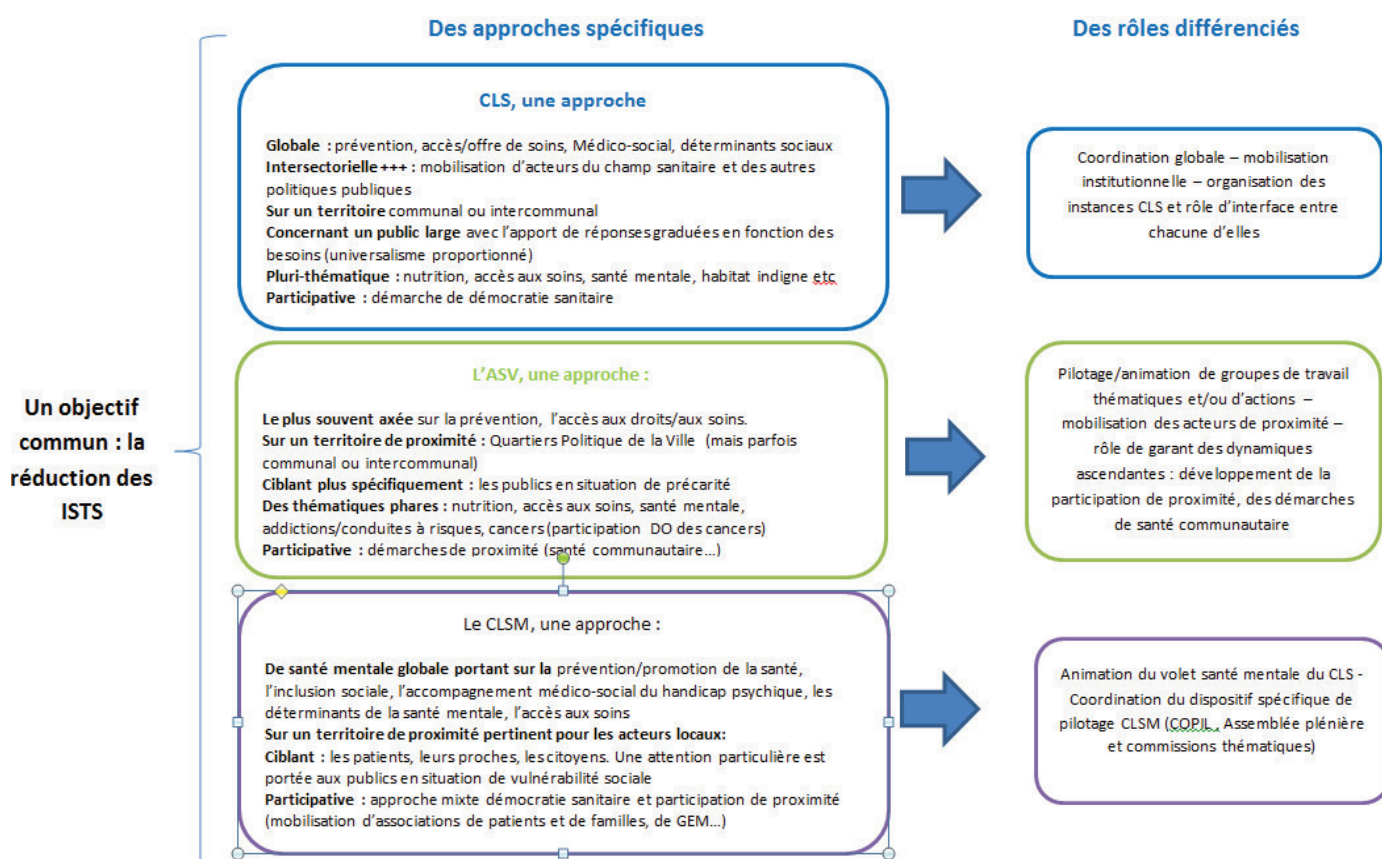 Des approches spécifiques
Des rôles différenciés
Un objectif
commun : la
réduction des
ISTS
CLS, une approche
Globale : prévention, accès/offre de soins, Médico-social, déterminants sociaux
Intersectorielle +++ : mobilisation d'acteurs du champ sanitaire et des autres
politiques publiques
Sur un territoire communal ou intercommunal
Concernant un public large avec l'apport de réponses graduées en fonction des
besoins (universalisme proportionné)
Pluri-thématique : nutrition, accès aux soins, santé mentale, habitat indigne etc
Participative : démarche de démocratie sanitaire
Coordination globale – mobilisation
institutionnelle – organisation des
instances CLS et rôle d'interface entre
chacune d'elles
L'ASV, une approche :
Le plus souvent axée sur la prévention, l'accès aux droits/aux soins.
Sur un territoire de proximité : Quartiers Politique de la Ville (mais parfois
communal ou intercommunal)
Ciblant plus spécifiquement : les publics en situation de précarité
Des thématiques phares : nutrition, accès aux soins, santé mentale,
addictions/conduites à risques, cancers (participation DO des cancers)
Participative : démarches de proximité (santé communautaire...)
Pilotage/animation de groupes de travail
thématiques et/ou d'actions –
mobilisation des acteurs de proximité –
rôle de garant des dynamiques
ascendantes : développement de la
participation de proximité, des démarches
de santé communautaire
Le CLSM, une approche :
De santé mentale globale portant sur la prévention/promotion de la santé,
l'inclusion sociale, l'accompagnement médico-social du handicap psychique, les
déterminants de la santé mentale, l'accès aux soins
Sur un territoire de proximité pertinent pour les acteurs locaux:
Ciblant : les patients, leurs proches, les citoyens. Une attention particulière est
portée aux publics en situation de vulnérabilité sociale
Participative : approche mixte démocratie sanitaire et participation de proximité
(mobilisation d'associations de patients et de familles, de GEM...)
Animation du volet santé mentale du CLS -
Coordination du dispositif spécifique de
pilotage CLSM (COPIL , Assemblée plénière
et commissions thématiques)